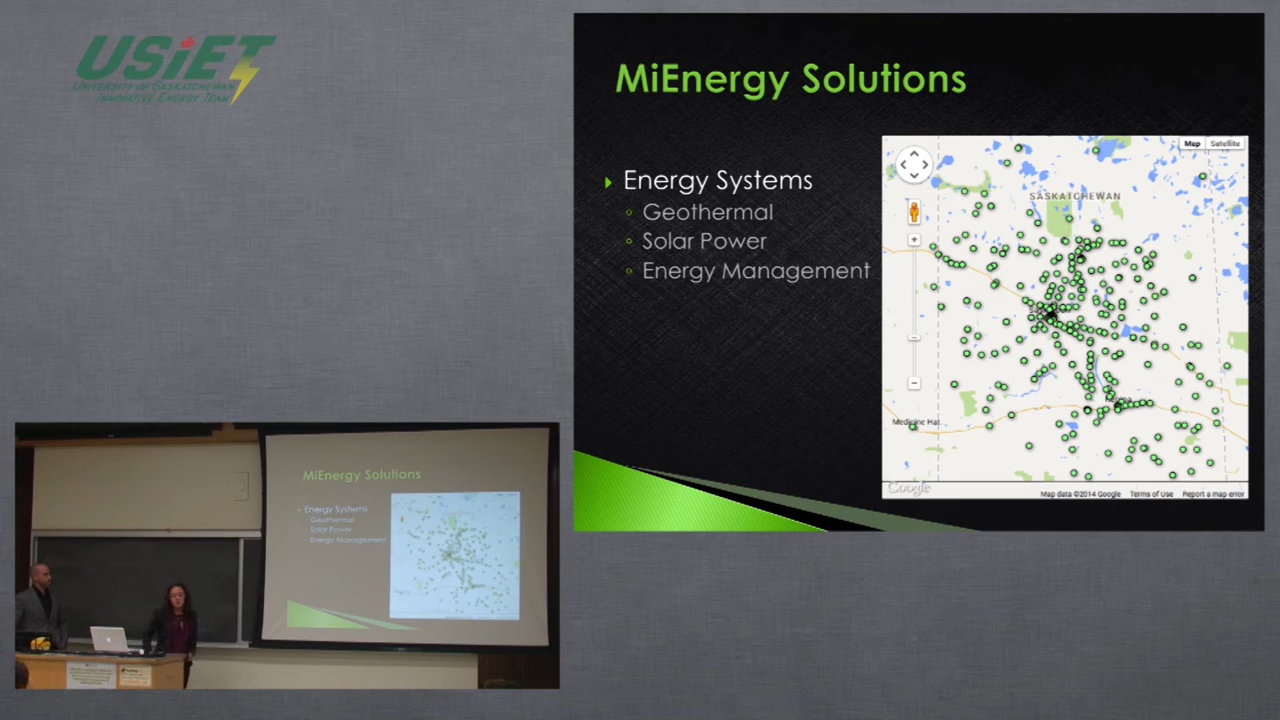 USiET
UNIVERSITY OF SASKATCHEWAN
INNOVATIVE ENERGY TEAM
MiEnergy Solutions
Energy Systems
Geothermal
Solar Power
Energy Management
Map Satellite
SASKATCHEWAN
Regina
Medicine Hat
Google
Map data ©2014 Google Terms of Use Report a map error
MiEnergy Solutions
Energy Systems
Geothermal
Solar Power
Energy Management